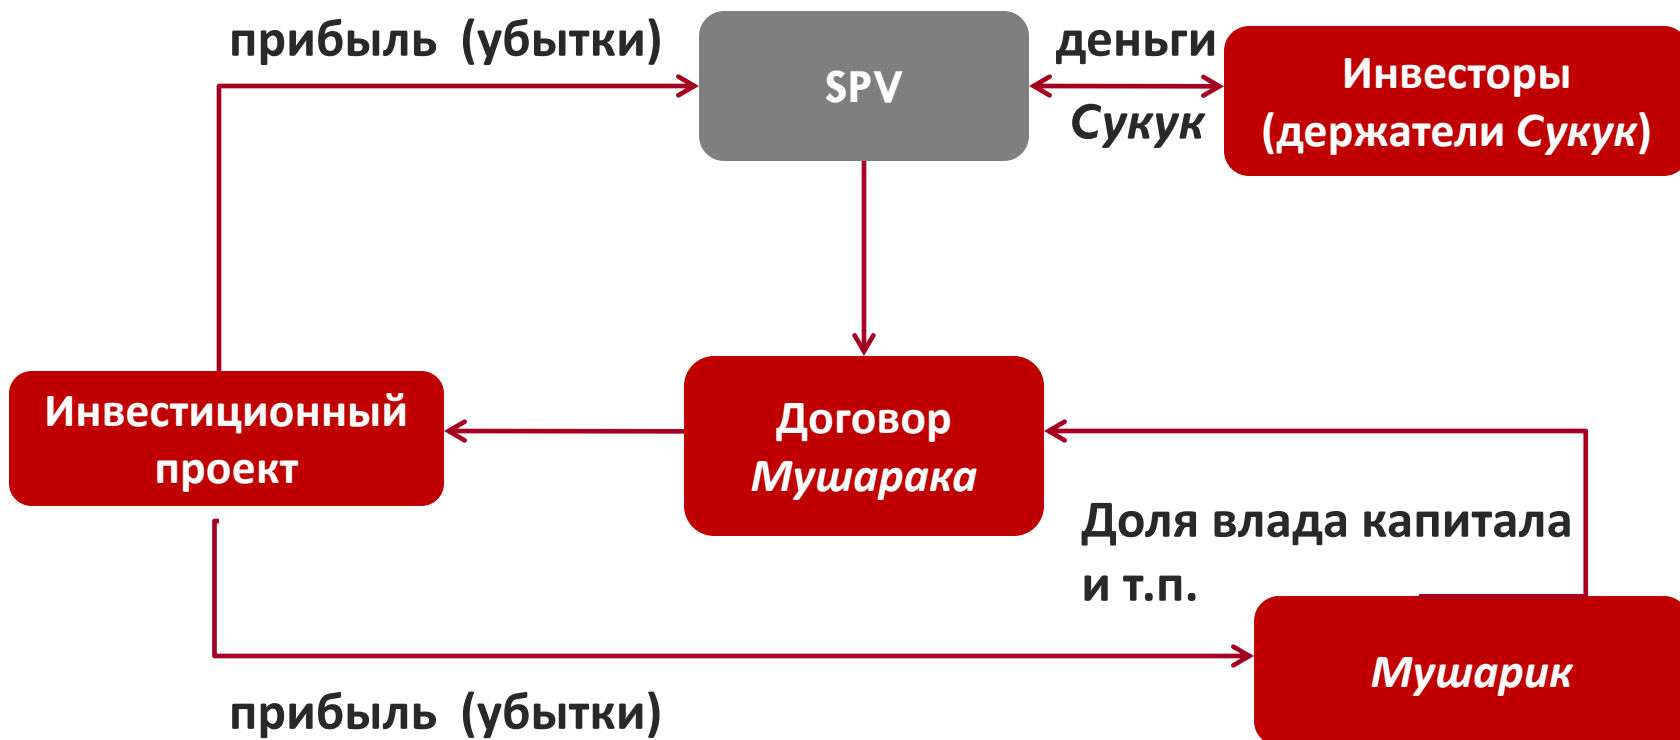 прибыль (убытки)
SPV
деньги
Сукук
Инвесторы
(держатели Сукук)
Инвестиционный
проект
Договор
Мушарака
Доля влада капитала
и т.п.
Мушарик
прибыль (убытки)